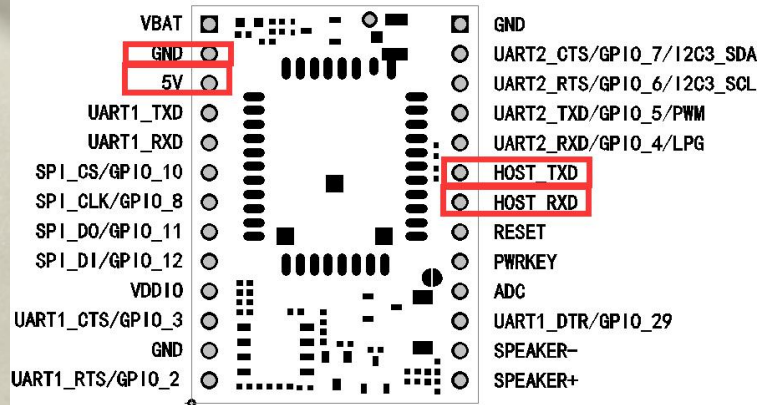 VBAT
GND
5V
UART1_TXD
UART1_RXD
SPI_CS/GPIO_10
SPI_CLK/GPIO_8
SPI_DO/GPIO_11
SPI_DI/GPIO_12
VDDIO
UART1_CTS/GPIO_3
GND
UART1_RTS/GPIO_2
GND
UART2_CTS/GPIO_7/I2C3_SDA
UART2_RTS/GPIO_6/I2C3_SCL
UART2_TXD/GPIO_5/PWM
UART2_RXD/GPIO_4/LPG
HOST_TXD
HOST RXD
RESET
PWRKEY
ADC
UART1_DTR/GPIO_29
SPEAKER-
SPEAKER+